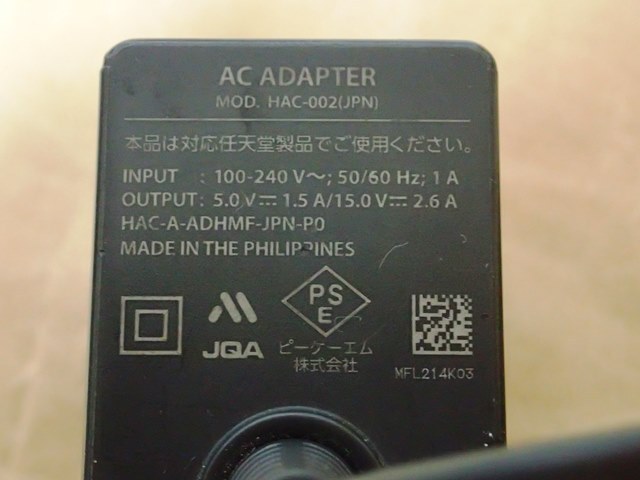 AC ADAPTER
MOD. HAC-002(JPN)
本品は対応任天堂製品でご使用ください。
INPUT : 100-240 V～; 50/60 Hz; 1 A
OUTPUT: 5.0 V⎓ 1.5 A/15.0 V⎓ 2.6 A
HAC-A-ADHMF-JPN-P0
MADE IN THE PHILIPPINES
PS
E
JQA
ピーケーエム
株式会社
MFL214K03